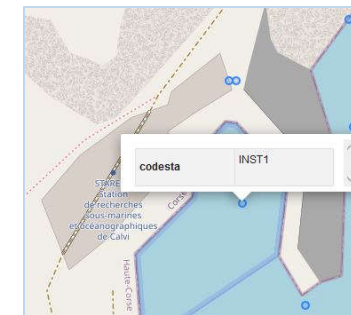 codesta INST1
STARE
Station
de recherches
sous-marines
et océanographiques
de Calvi
Corse
Haute-Corse